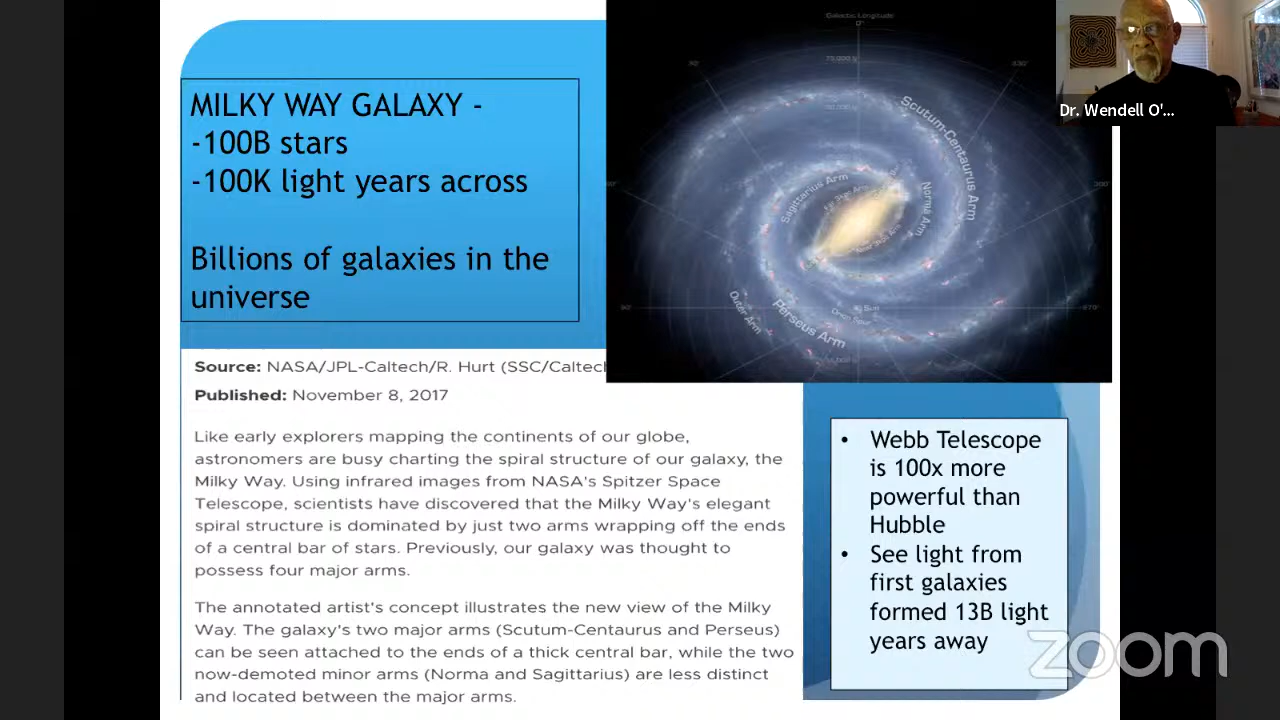 MILKY WAY GALAXY -
-100B stars
-100K light years across
Billions of galaxies in the
universe
Galactic Longitude
0°
75,000 ly
Scutum-Centaurus Arm
Sagittarius Arm
Norma Arm
Outer Arm
Perseus Arm
Sun
Dr. Wendell O'...
Source: NASA/JPL-Caltech/R. Hurt (SSC/Caltech
Published: November 8, 2017
Like early explorers mapping the continents of our globe,
astronomers are busy charting the spiral structure of our galaxy, the
Milky Way. Using infrared images from NASA's Spitzer Space
Telescope, scientists have discovered that the Milky Way's elegant
spiral structure is dominated by just two arms wrapping off the ends
of a central bar of stars. Previously, our galaxy was thought to
possess four major arms.
The annotated artist's concept illustrates the new view of the Milky
Way. The galaxy's two major arms (Scutum-Centaurus and Perseus)
can be seen attached to the ends of a thick central bar, while the two
now-demoted minor arms (Norma and Sagittarius) are less distinct
and located between the major arms.
• Webb Telescope
is 100x more
powerful than
Hubble
• See light from
first galaxies
formed 13B light
years away
zoom